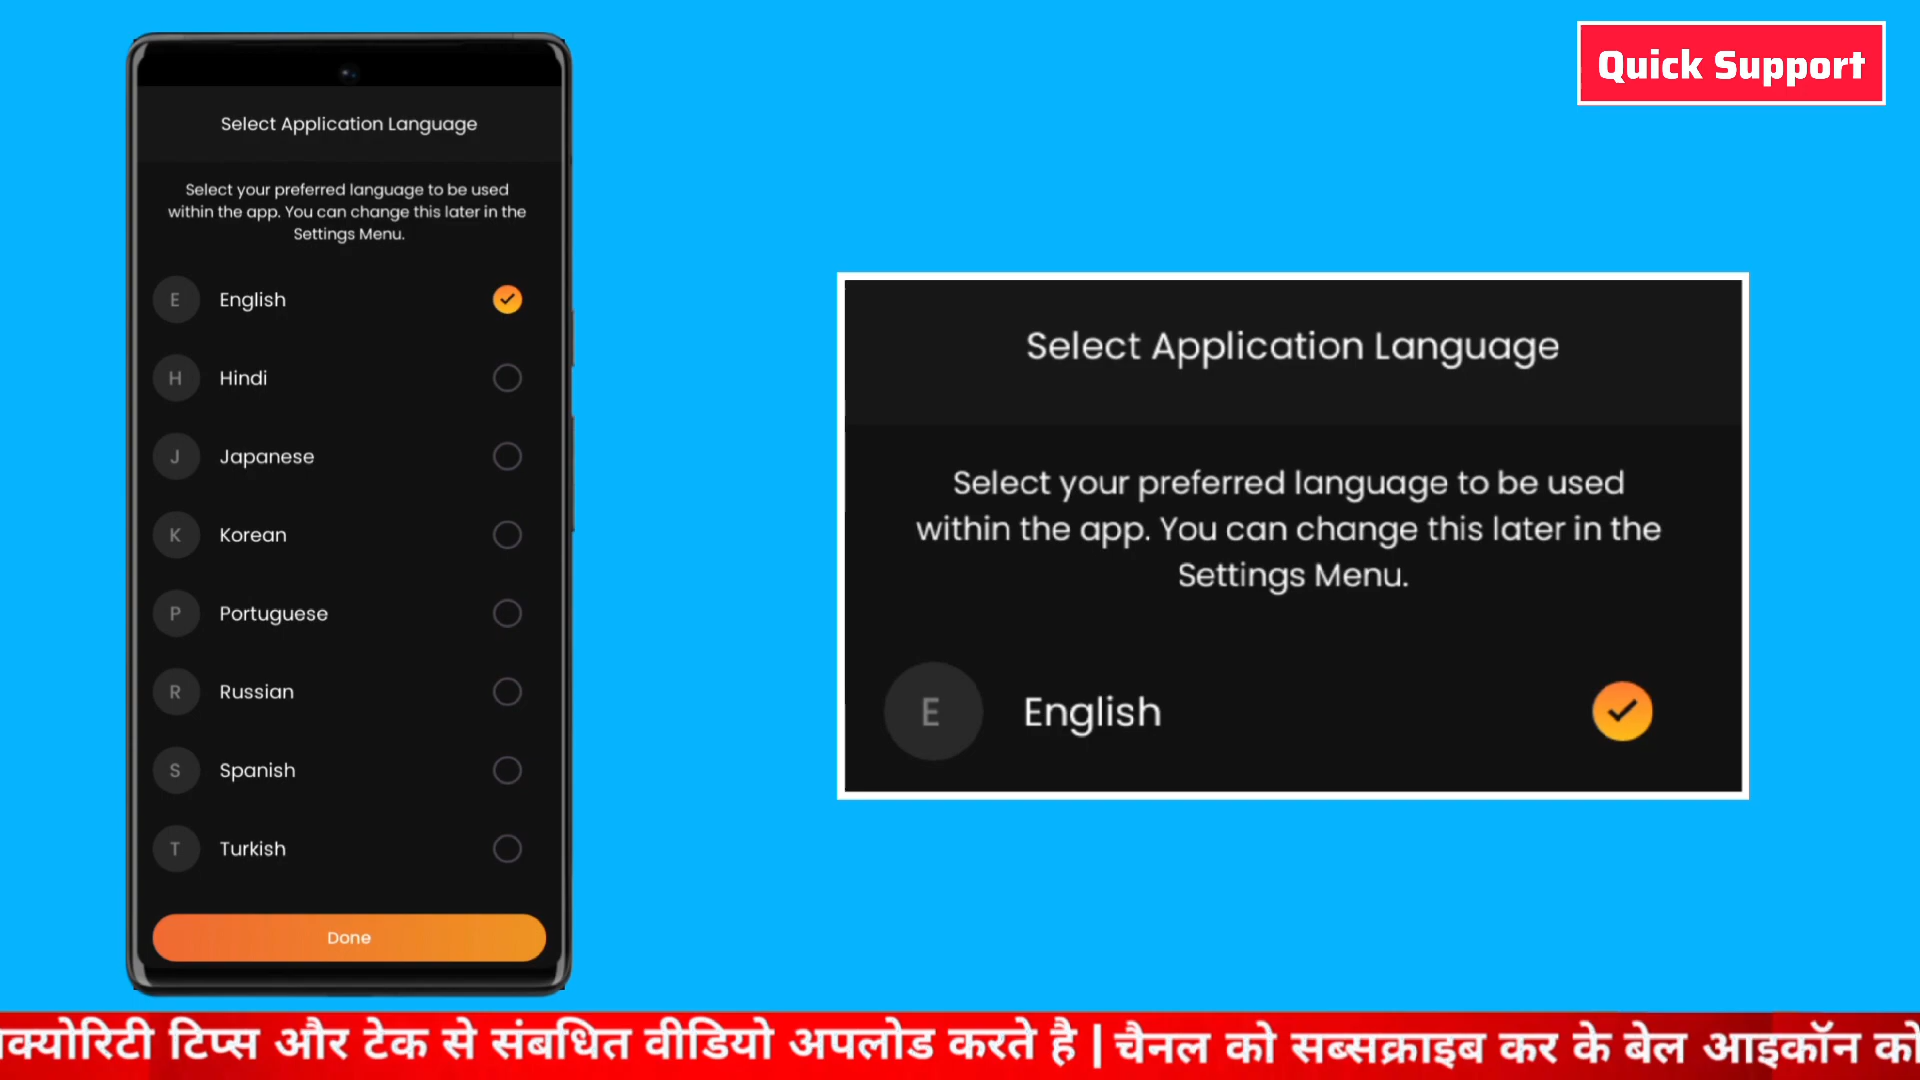 Quick Support
Select Application Language
Select your preferred language to be used
within the app. You can change this later in the
Settings Menu.
E English
H Hindi
J Japanese
K Korean
P Portuguese
R Russian
S Spanish
T Turkish
Done
Select Application Language
Select your preferred language to be used
within the app. You can change this later in the
Settings Menu.
E English
टिप्स और टेक से संबधित वीडियो अपलोड करते है | चैनल को सब्सक्राइब कर के बेल आइकॉन को